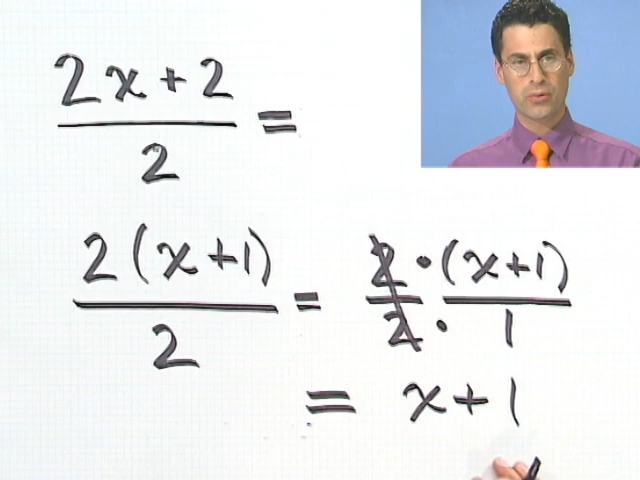 2x+2
2 =
2(x+1)
2 = 2·(x+1)
2· 1
= x+1